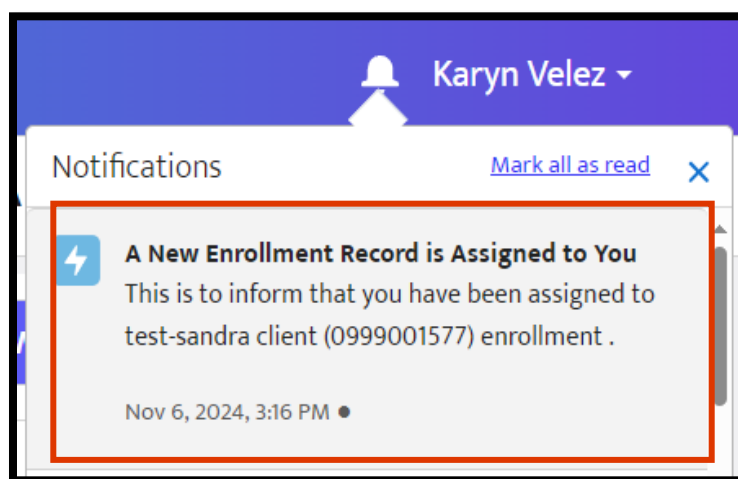 Karyn Velez
Notifications
Mark all as read
A New Enrollment Record is Assigned to You
This is to inform that you have been assigned to
test-sandra client (0999001577) enrollment .
Nov 6, 2024, 3:16 PM